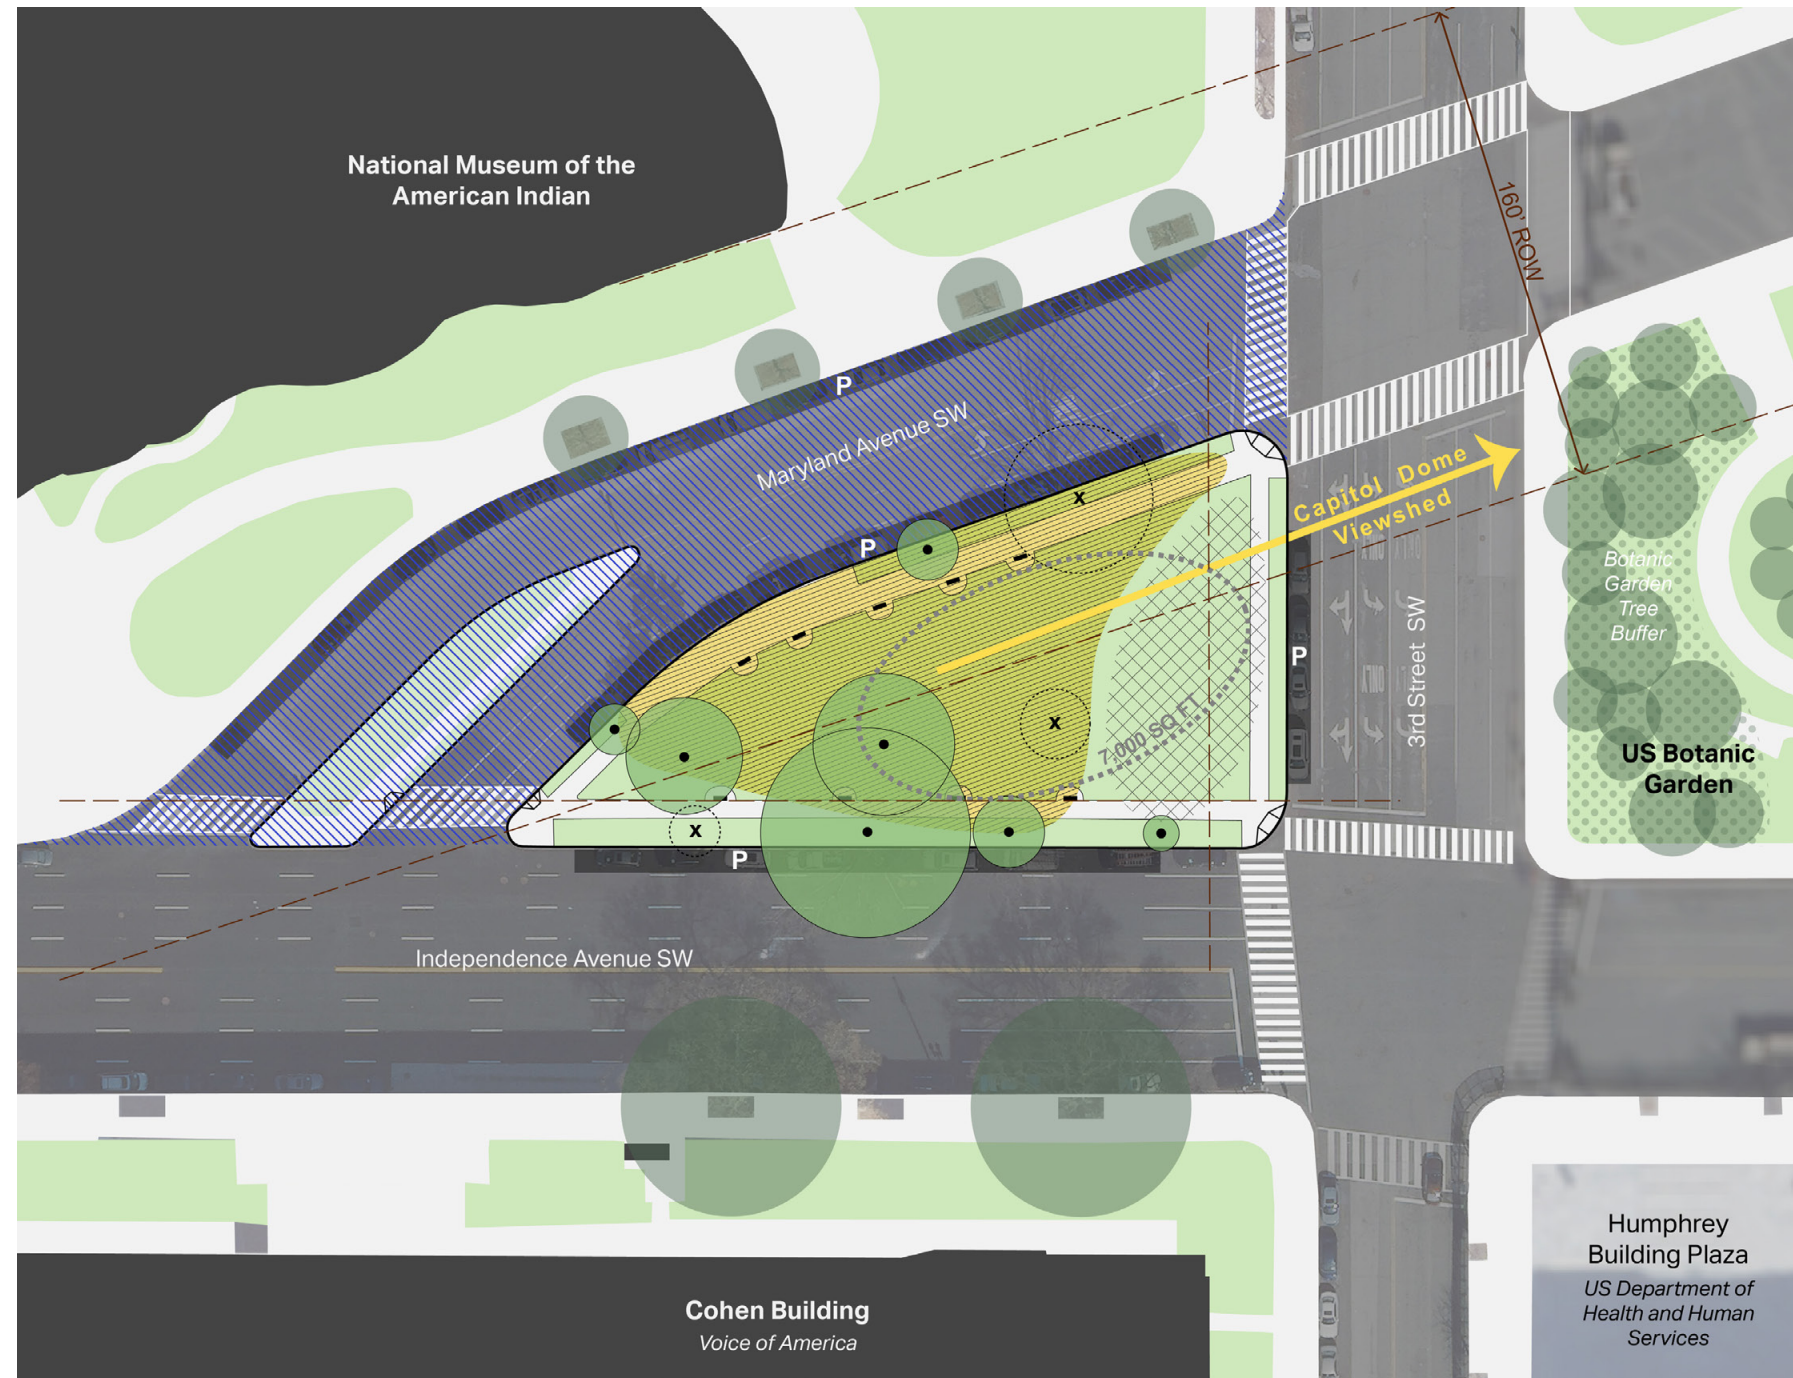 National Museum of the
American Indian
160' ROW
P
Maryland Avenue SW
Capitol Dome
Viewshed
x
P
Botanic
Garden
Tree
Buffer
P
3rd Street SW
x
7,000 SQ FT
US Botanic
Garden
ONLY
ONLY
x
P
Independence Avenue SW
Humphrey
Building Plaza
US Department of
Health and Human
Services
Cohen Building
Voice of America